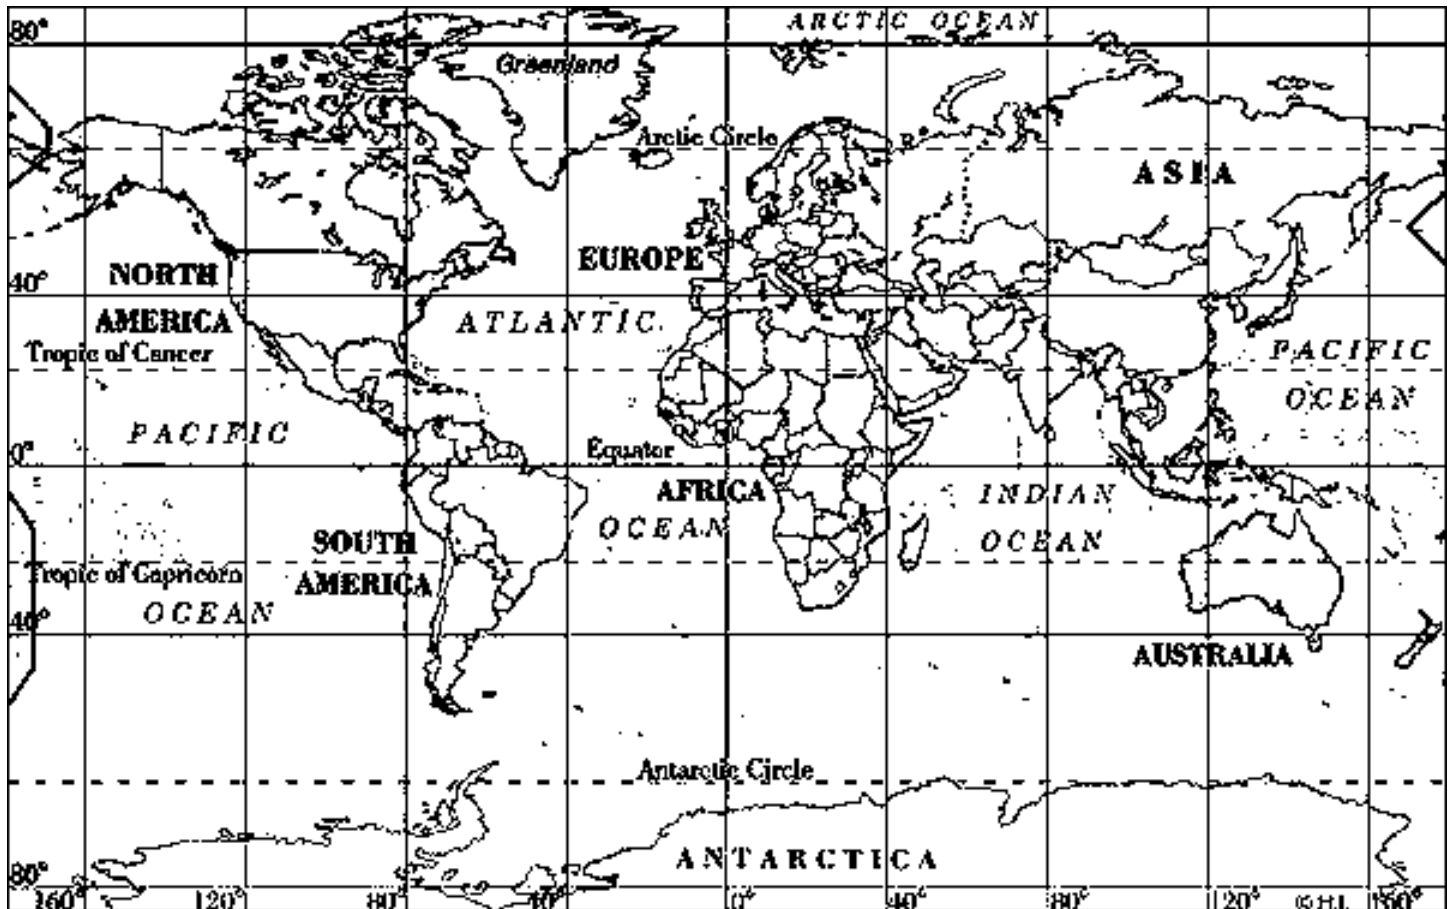 ARCTIC OCEAN
80°
Greenland
Arctic Circle
ASIA
EUROPE
NORTH
AMERICA
40°
ATLANTIC
Tropic of Cancer
PACIFIC
OCEAN
PACIFIC
0°
Equator
AFRICA
OCEAN
INDIAN
OCEAN
SOUTH
AMERICA
Tropic of Capricorn
OCEAN
40°
AUSTRALIA
Antarctic Circle
ANTARCTICA
80°
160° 120° 80° 40° 0° 40° 80° 120° © H.I. 160°